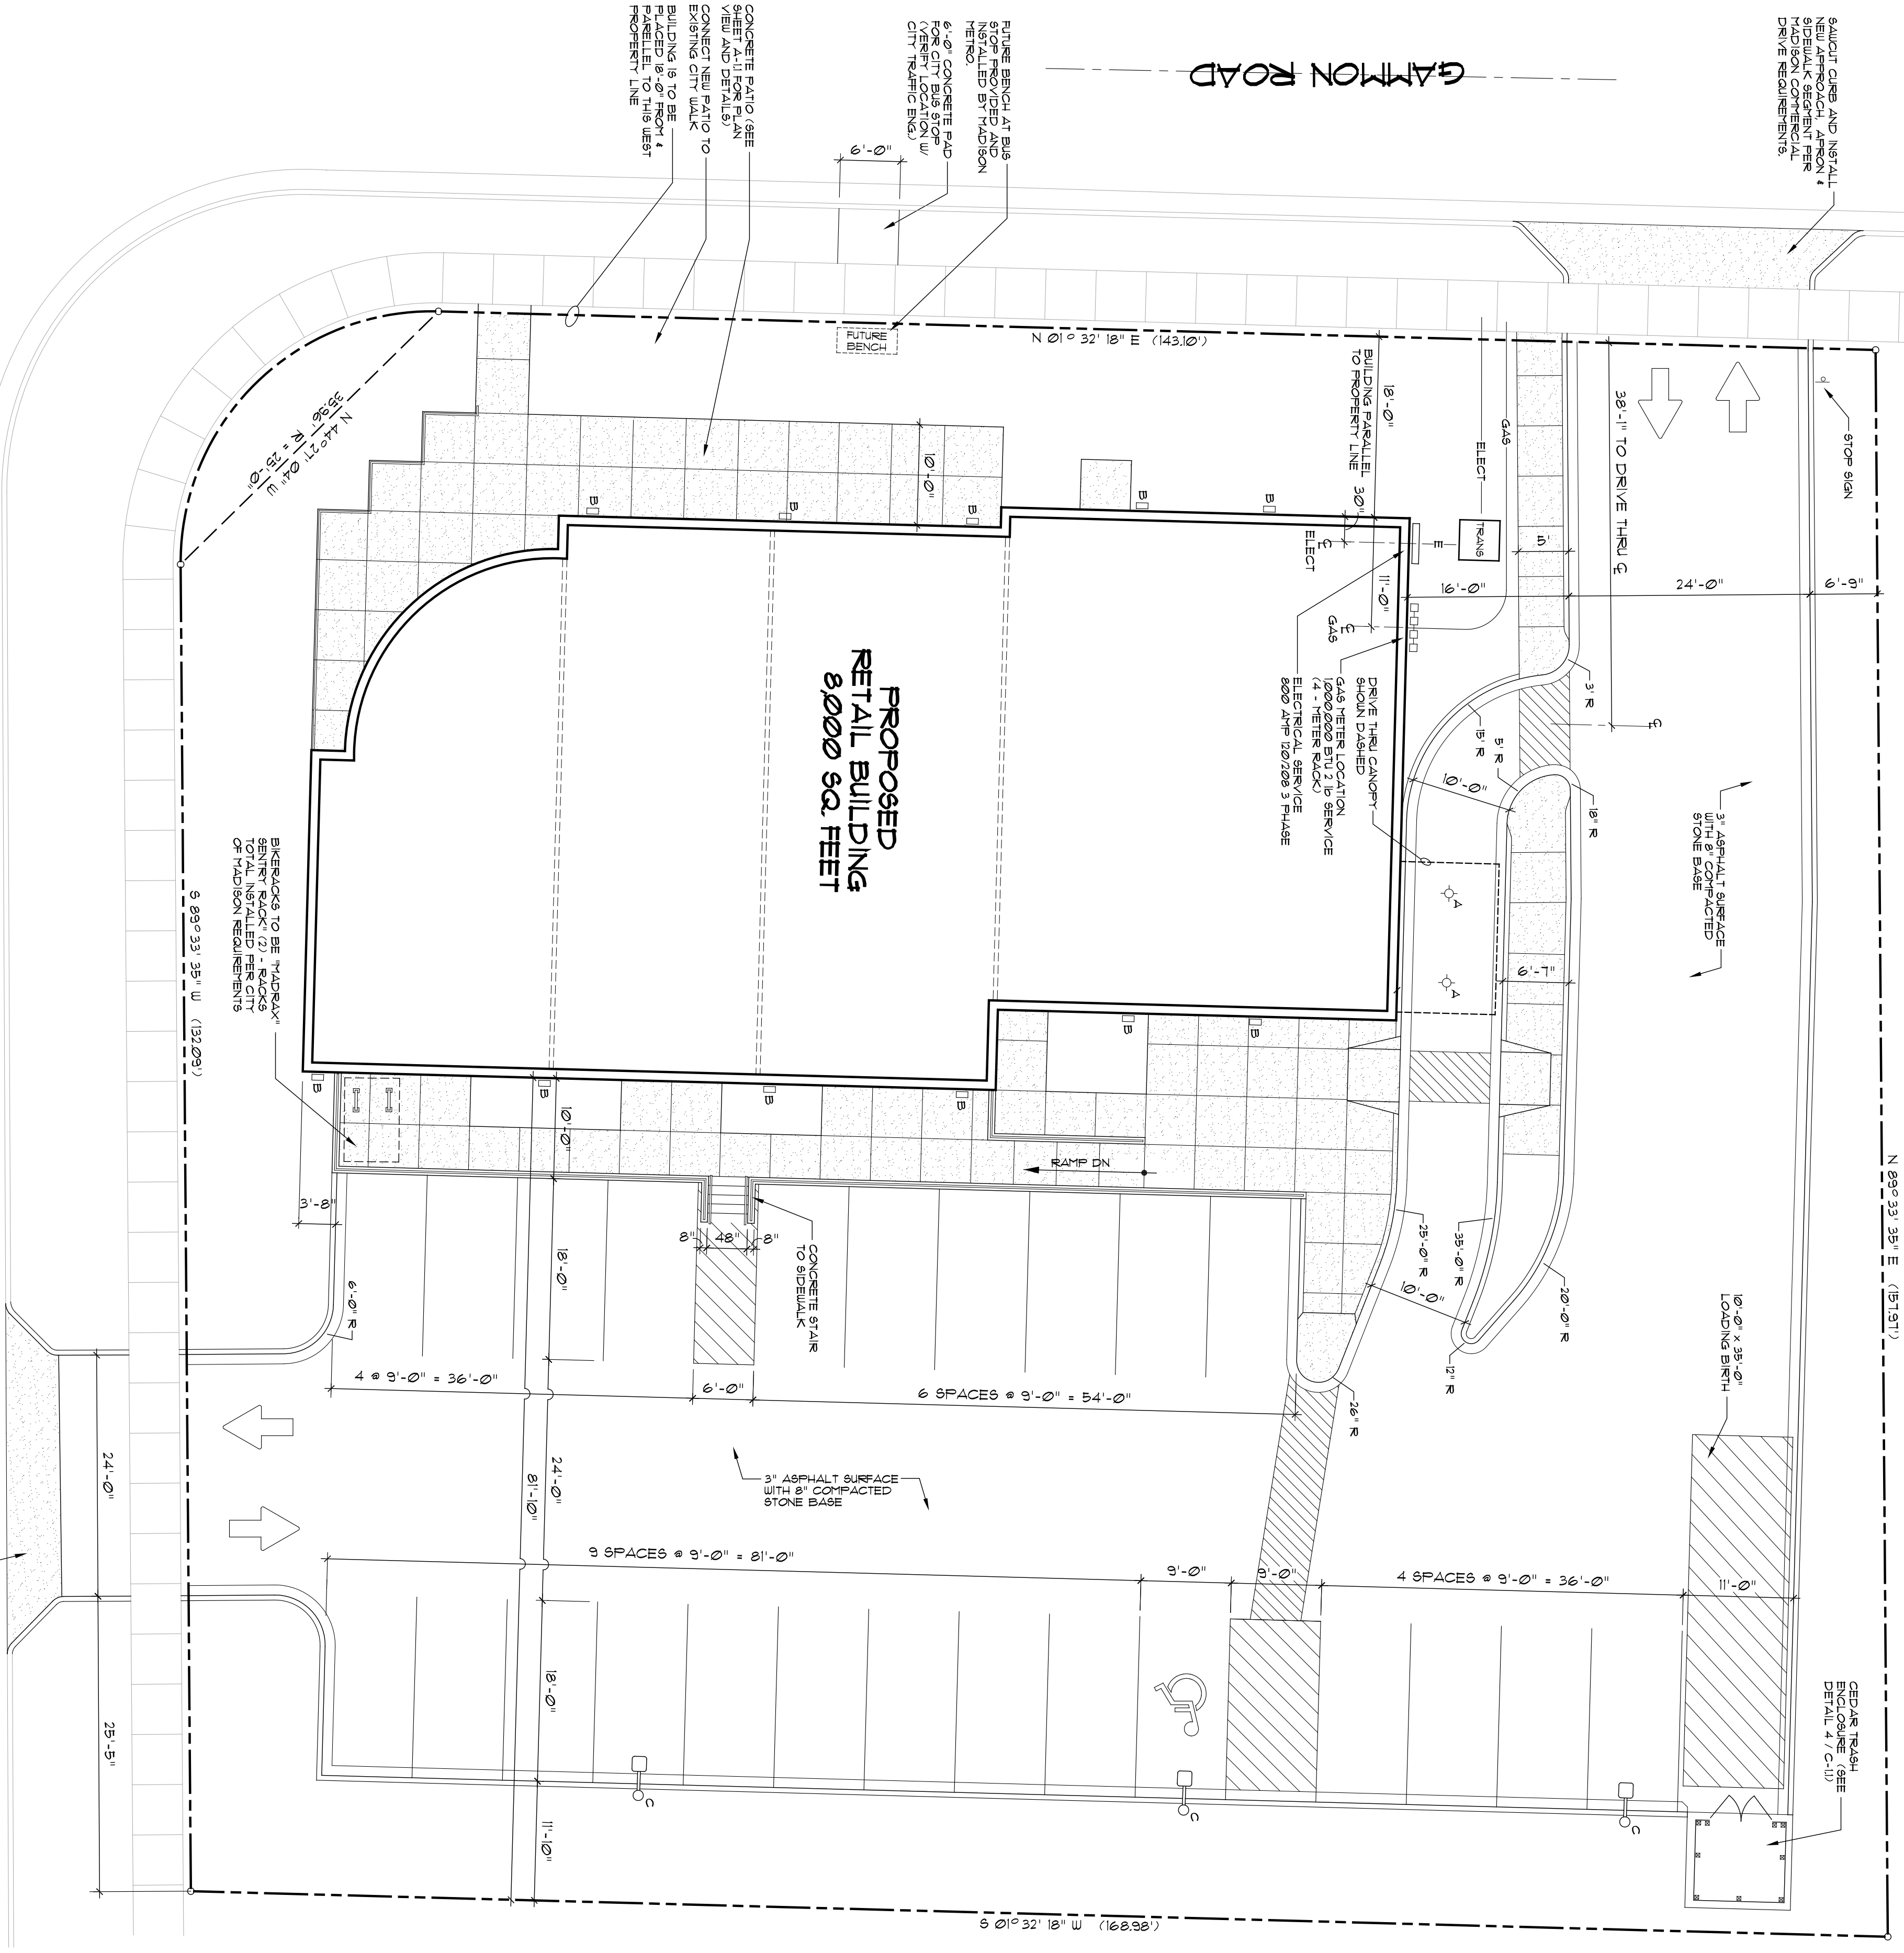 GAMMON ROAD
SAWCUT CURB AND INSTALL
NEW APPROACH, APRON &
SIDEWALK SEGMENT PER
MADISON COMMERCIAL
DRIVE REQUIREMENTS.
FUTURE BENCH AT BUS
STOP PROVIDED AND
INSTALLED BY MADISON
METRO.
6'-0" CONCRETE PAD
FOR CITY BUS STOP
(VERIFY LOCATION W/
CITY TRAFFIC ENG.)
CONCRETE PATIO (SEE
SHEET A-1.1 FOR PLAN
VIEW AND DETAILS)
CONNECT NEW PATIO TO
EXISTING CITY WALK
BUILDING IS TO BE
PLACED 18'-0" FROM &
PARELLEL TO THIS WEST
PROPERTY LINE
6'-0"
FUTURE
BENCH
N 01° 32' 18" E (143.10')
18'-0"
BUILDING PARALLEL
TO PROPERTY LINE
30"
GAS
ELECT
38'-1" TO DRIVE THRU CL
STOP SIGN
N 44° 27' 04" W
35.96'
R = 25'-0"
10'-0"
B
B
B
B
B
CL
ELECT
E
TRANS
5'
16'-0"
24'-0"
6'-9"
11'-0"
CL
GAS
PROPOSED
RETAIL BUILDING
8,000 SQ. FEET
DRIVE THRU CANOPY
SHOWN DASHED
GAS METER LOCATION
1,000,000 BTU 2 lb SERVICE
(4 - METER RACK)
ELECTRICAL SERVICE
800 AMP 120/208 3 PHASE
3' R
CL
15' R
5' R
10'-0"
18" R
3" ASPHALT SURFACE
WITH 8" COMPACTED
STONE BASE
A
A
6'-7"
BIKERACKS TO BE "MADRAX"
SENTRY RACK" (2) - RACKS
TOTAL INSTALLED PER CITY
OF MADISON REQUIREMENTS
S 89° 33' 35" W (132.09')
N 89° 33' 35" E (157.97')
B
B
B
B
B
B
10'-0"
RAMP DN
3'-8"
8"
48"
8"
CONCRETE STAIR
TO SIDEWALK
18'-0"
25'-0" R
35'-0" R
10'-0"
20'-0" R
12" R
26" R
6'-0" R
10'-0" x 35'-0"
LOADING BIRTH
4 @ 9'-0" = 36'-0"
6'-0"
6 SPACES @ 9'-0" = 54'-0"
24'-0"
81'-10"
24'-0"
3" ASPHALT SURFACE
WITH 8" COMPACTED
STONE BASE
9 SPACES @ 9'-0" = 81'-0"
9'-0"
9'-0"
4 SPACES @ 9'-0" = 36'-0"
11'-0"
18'-0"
25'-5"
11'-10"
C
C
C
CEDAR TRASH
ENCLOSURE (SEE
DETAIL 4 / C-1.1)
S 01° 32' 18" W (168.98')